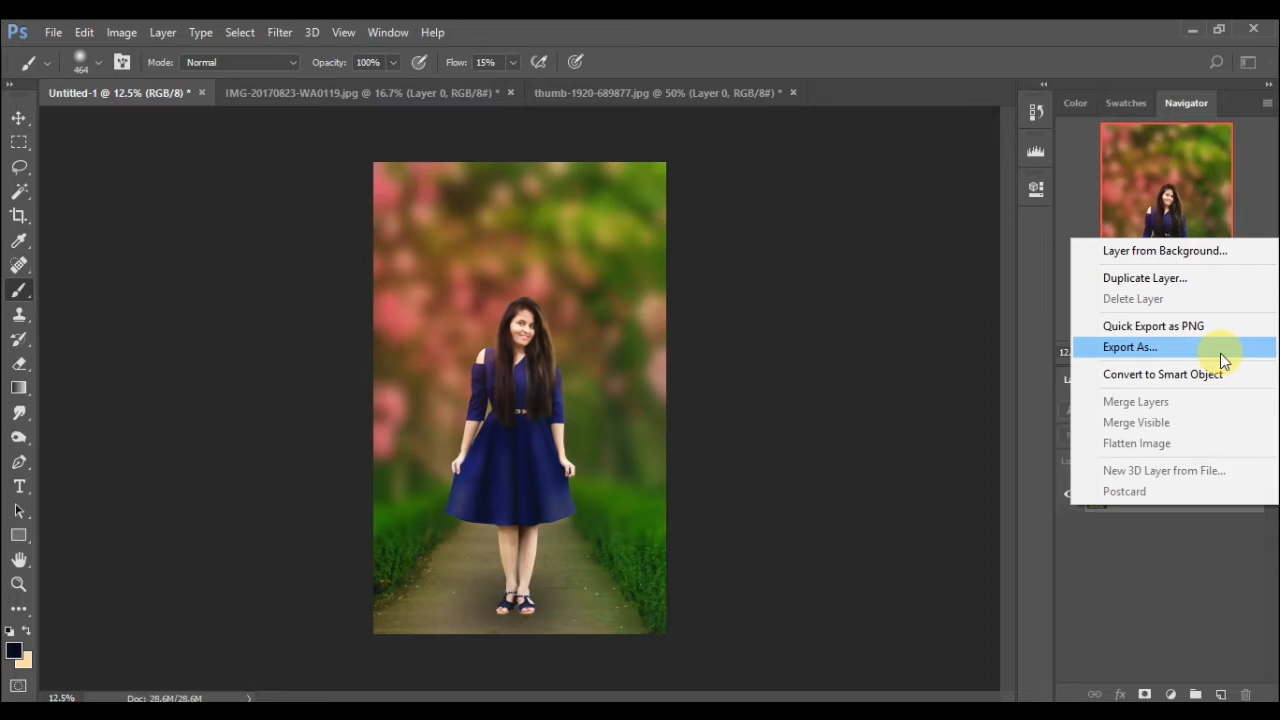 Ps File Edit Image Layer Type Select Filter 3D View Window Help
464 Mode: Normal Opacity: 100% Flow: 15%
Untitled-1 @ 12.5% (RGB/8) * × IMG-20170823-WA0119.jpg @ 16.7% (Layer 0, RGB/8#) * × thumb-1920-689877.jpg @ 50% (Layer 0, RGB/8#) * ×
Color Swatches Navigator
Layer from Background...
Duplicate Layer...
Delete Layer
Quick Export as PNG
Export As...
Convert to Smart Object
Merge Layers
Merge Visible
Flatten Image
New 3D Layer from File...
Postcard
12.5% Doc: 28.6M/28.6M